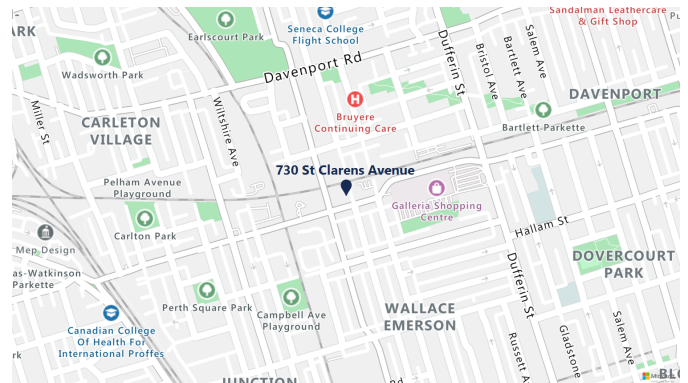 Sandalman Leathercare
& Gift Shop
ARK
Earlscourt Park
Seneca College
Flight School
Dufferin St
Salem Ave
Bartlett Ave
Bristol Ave
Wadsworth Park
Davenport Rd
DAVENPORT
Miller St
Wiltshire Ave
CARLETON
VILLAGE
Bruyere
Continuing Care
Bartlett Parkette
730 St Clarens Avenue
Pelham Avenue
Playground
Galleria Shopping
Centre
Carlton Park
Mep Design
Hallam St
as-Watkinson
Parkette
DOVERCOURT
PARK
Dufferin St
Perth Square Park
Campbell Ave
Playground
WALLACE
EMERSON
Canadian College
Of Health For
International Proffes
Russett A
Gladstone
Salem Ave
JUNCTION
Rd
BLO